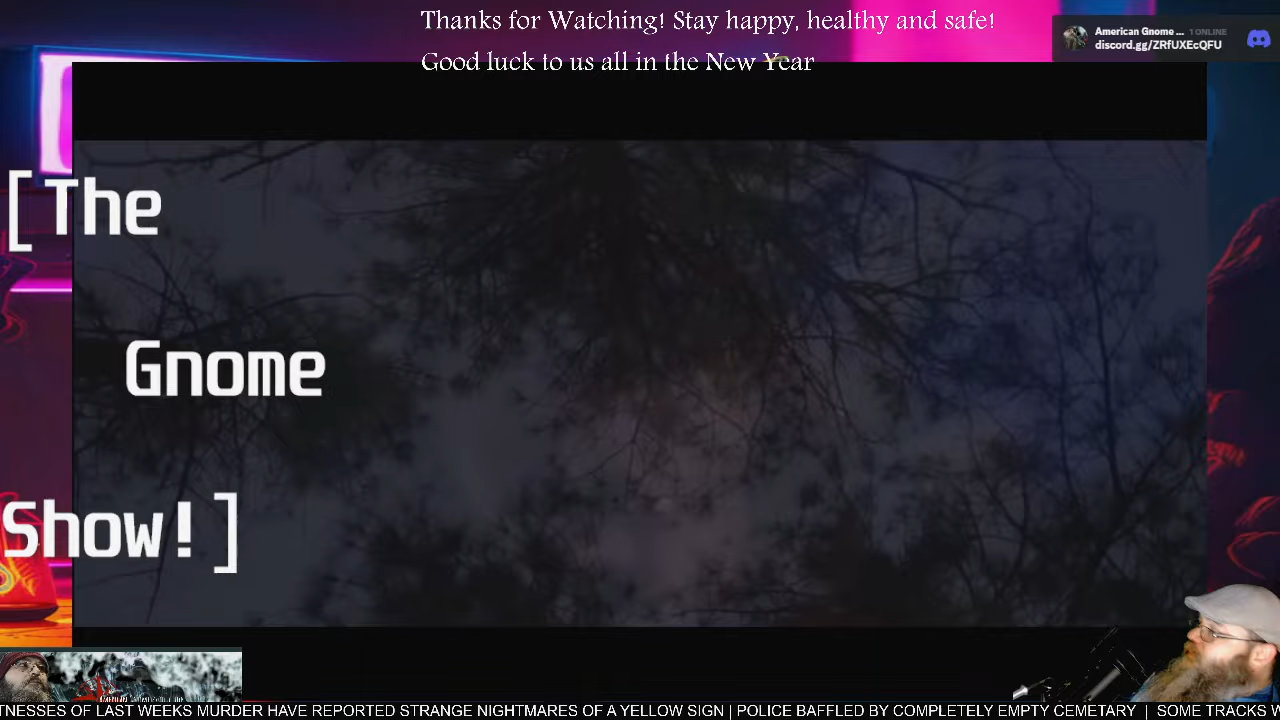 Thanks for Watching! Stay happy, healthy and safe!
Good luck to us all in the New Year
American Gnome ... 1 ONLINE
discord.gg/ZRfUXEcQFU
[The
Gnome
Show!]
TNESSES OF LAST WEEKS MURDER HAVE REPORTED STRANGE NIGHTMARES OF A YELLOW SIGN | POLICE BAFFLED BY COMPLETELY EMPTY CEMETARY | SOME TRACKS W